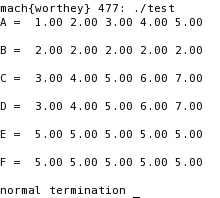 mach{worthey} 477: ./test
A = 1.00 2.00 3.00 4.00 5.00
B = 2.00 2.00 2.00 2.00 2.00
C = 3.00 4.00 5.00 6.00 7.00
D = 3.00 4.00 5.00 6.00 7.00
E = 5.00 5.00 5.00 5.00 5.00
F = 5.00 5.00 5.00 5.00 5.00
normal termination _